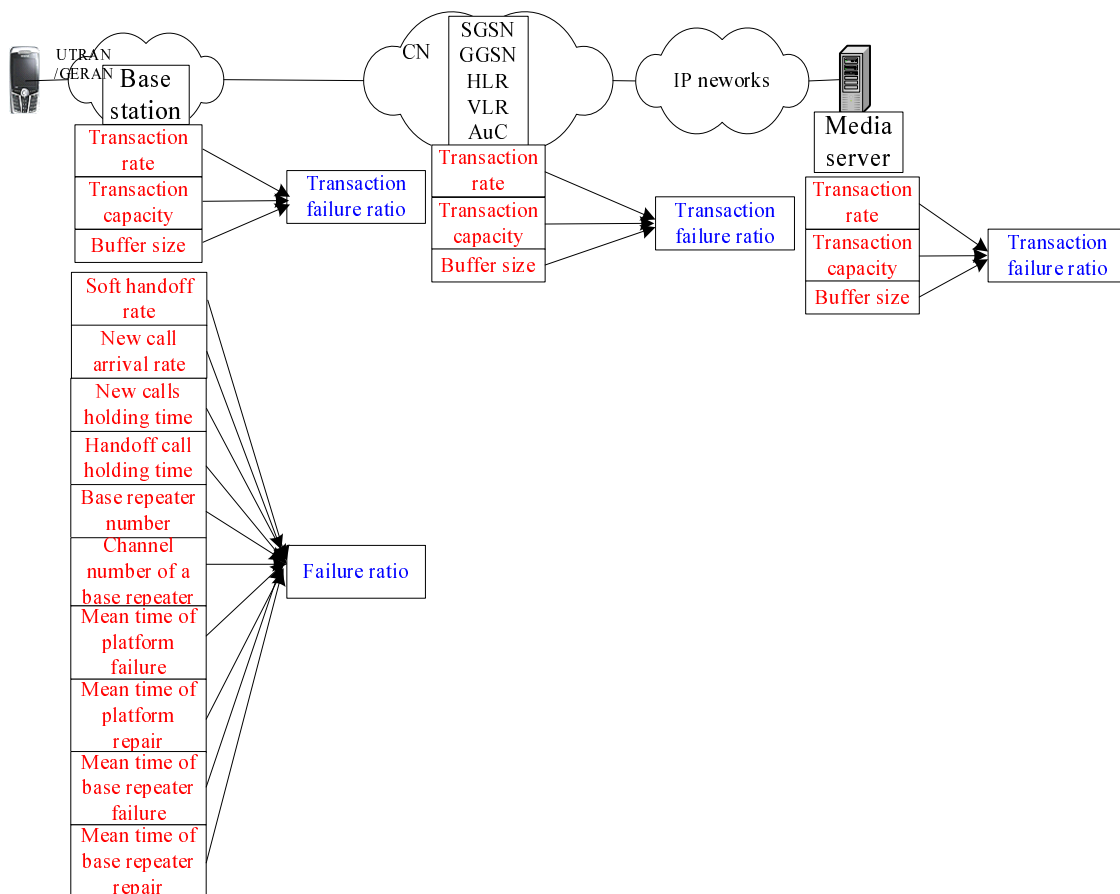 UTRAN
/GERAN
Base
station
CN
SGSN
GGSN
HLR
VLR
AuC
IP neworks
Media
server
Transaction
rate
Transaction
capacity
Buffer size
Transaction
failure ratio
Transaction
rate
Transaction
capacity
Buffer size
Transaction
failure ratio
Transaction
rate
Transaction
capacity
Buffer size
Transaction
failure ratio
Soft handoff
rate
New call
arrival rate
New calls
holding time
Handoff call
holding time
Base repeater
number
Channel
number of a
base repeater
Mean time of
platform
failure
Mean time of
platform
repair
Mean time of
base repeater
failure
Mean time of
base repeater
repair
Failure ratio